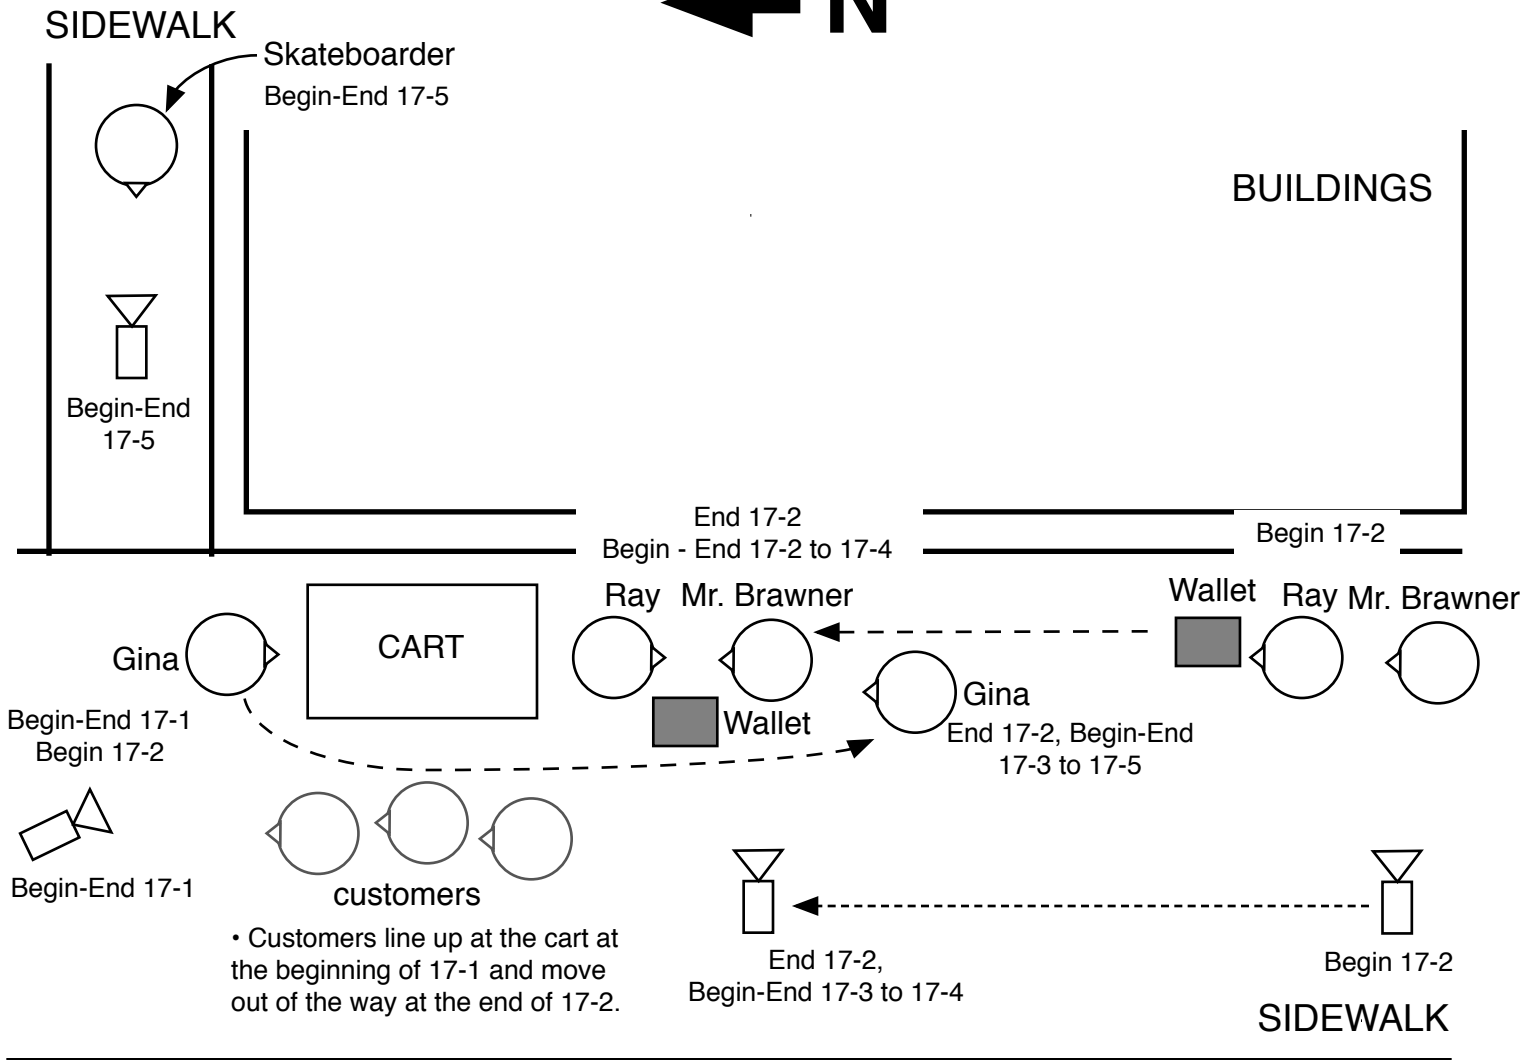 SIDEWALK
N
Skateboarder
Begin-End 17-5
BUILDINGS
Begin-End
17-5
End 17-2
Begin - End 17-2 to 17-4
Begin 17-2
Ray
Mr. Brawner
Wallet
Ray
Mr. Brawner
Gina
CART
Gina
Wallet
Begin-End 17-1
Begin 17-2
End 17-2, Begin-End
17-3 to 17-5
Begin-End 17-1
customers
• Customers line up at the cart at
the beginning of 17-1 and move
out of the way at the end of 17-2.
End 17-2,
Begin-End 17-3 to 17-4
Begin 17-2
SIDEWALK